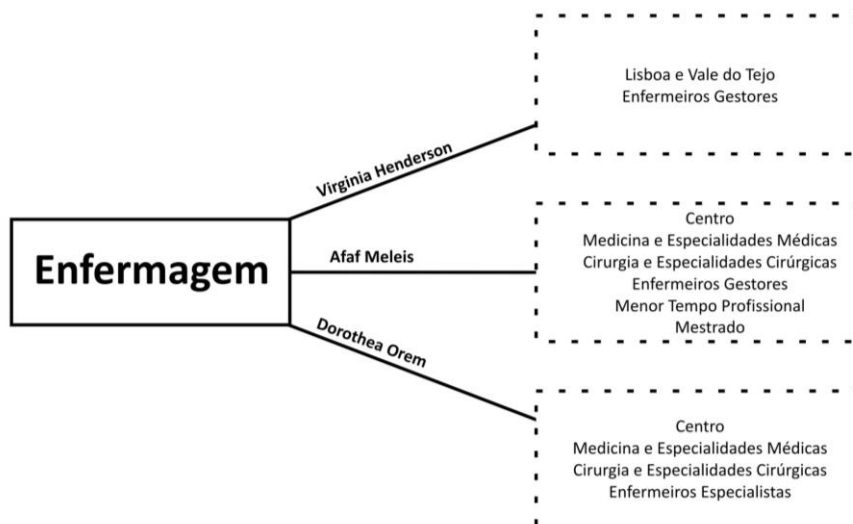 Enfermagem
Virginia Henderson
Lisboa e Vale do Tejo
Enfermeiros Gestores
Afaf Meleis
Centro
Medicina e Especialidades Médicas
Cirurgia e Especialidades Cirúrgicas
Enfermeiros Gestores
Menor Tempo Profissional
Mestrado
Dorothea Orem
Centro
Medicina e Especialidades Médicas
Cirurgia e Especialidades Cirúrgicas
Enfermeiros Especialistas